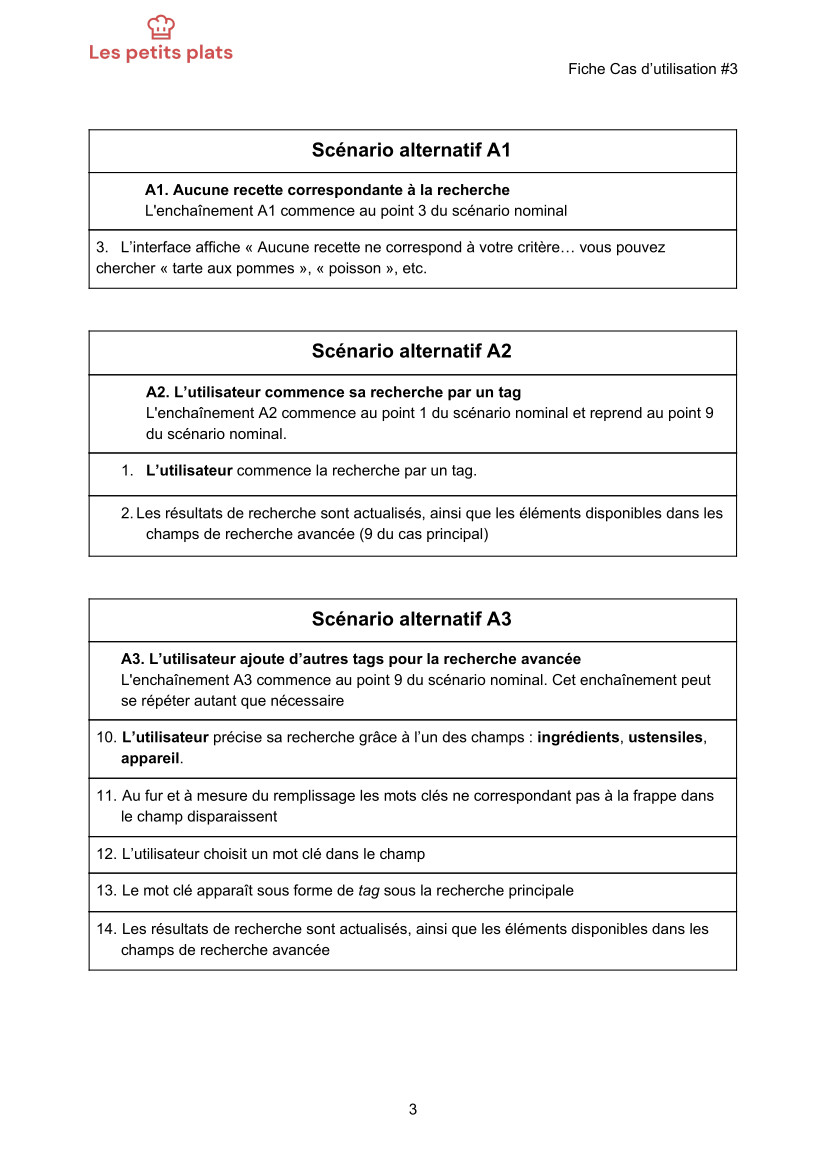 Les petits plats
Fiche Cas d’utilisation #3
Scénario alternatif A1
A1. Aucune recette correspondante à la recherche
L'enchaînement A1 commence au point 3 du scénario nominal
3. L’interface affiche « Aucune recette ne correspond à votre critère… vous pouvez
chercher « tarte aux pommes », « poisson », etc.
Scénario alternatif A2
A2. L’utilisateur commence sa recherche par un tag
L'enchaînement A2 commence au point 1 du scénario nominal et reprend au point 9
du scénario nominal.
1. L’utilisateur commence la recherche par un tag.
2. Les résultats de recherche sont actualisés, ainsi que les éléments disponibles dans les
champs de recherche avancée (9 du cas principal)
Scénario alternatif A3
A3. L’utilisateur ajoute d’autres tags pour la recherche avancée
L'enchaînement A3 commence au point 9 du scénario nominal. Cet enchaînement peut
se répéter autant que nécessaire
10. L’utilisateur précise sa recherche grâce à l’un des champs : ingrédients, ustensiles,
appareil.
11. Au fur et à mesure du remplissage les mots clés ne correspondant pas à la frappe dans
le champ disparaissent
12. L’utilisateur choisit un mot clé dans le champ
13. Le mot clé apparaît sous forme de tag sous la recherche principale
14. Les résultats de recherche sont actualisés, ainsi que les éléments disponibles dans les
champs de recherche avancée
3